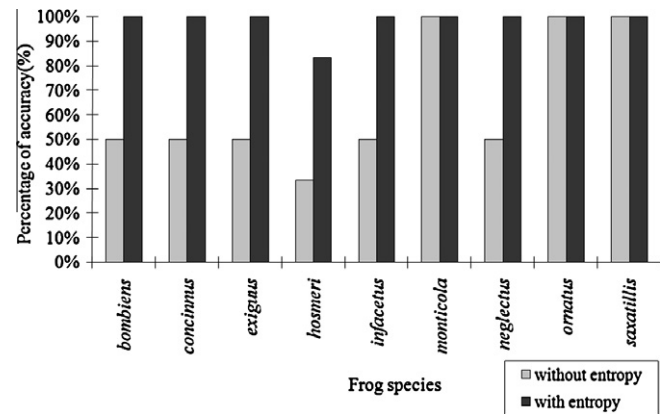 Percentage of accuracy(%)
100%
90%
80%
70%
60%
50%
40%
30%
20%
10%
0%
bombiens
concinnus
exiguus
hosmeri
infacetus
monticola
neglectus
ornatus
saxatillis
Frog species
without entropy
with entropy